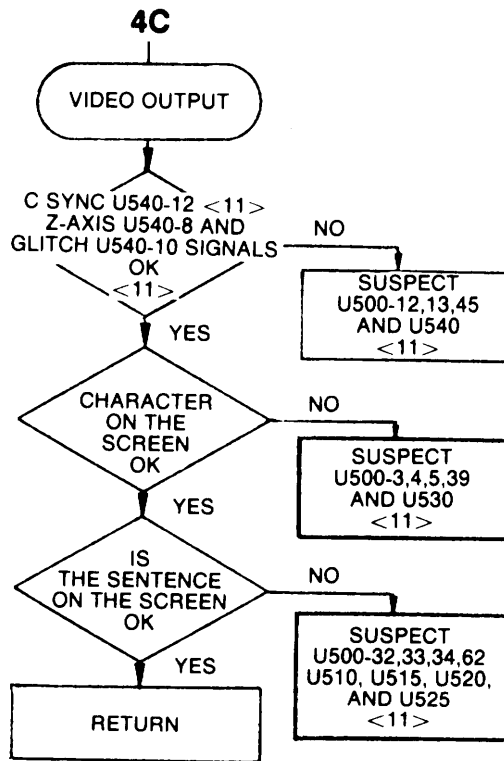 4C
VIDEO OUTPUT
C SYNC U540-12 <11>
Z-AXIS U540-8 AND
GLITCH U540-10 SIGNALS
OK
<11>
NO
SUSPECT
U500-12,13,45
AND U540
<11>
YES
CHARACTER
ON THE
SCREEN
OK
NO
SUSPECT
U500-3,4,5,39
AND U530
<11>
YES
IS
THE SENTENCE
ON THE SCREEN
OK
NO
SUSPECT
U500-32,33,34,62
U510, U515, U520,
AND U525
<11>
YES
RETURN